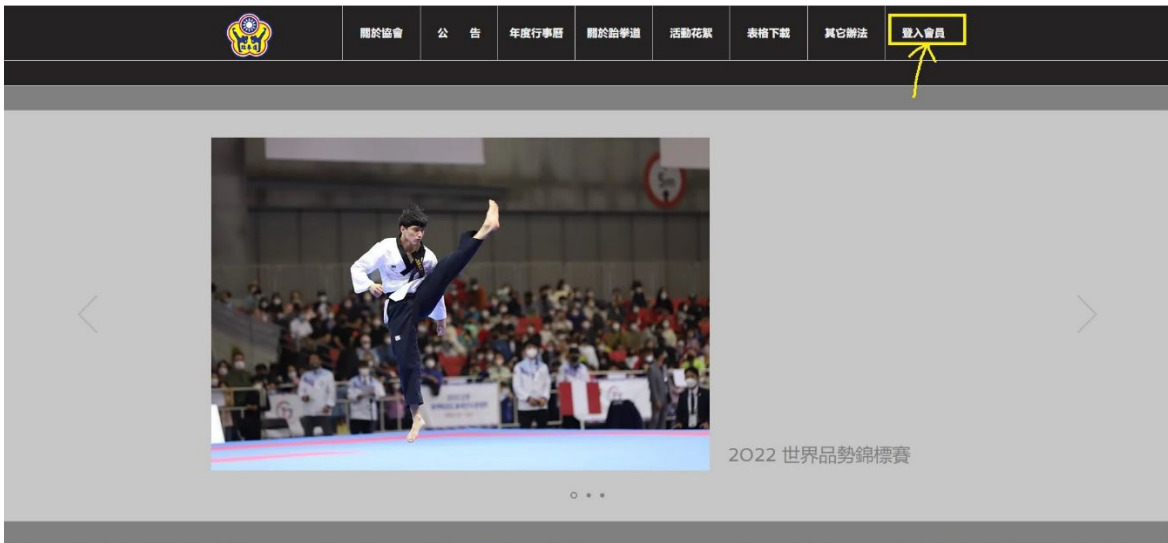 關於協會
公 告
年度行事曆
關於跆拳道
活動花絮
表格下載
其它辦法
登入會員
5m
2022 世界品勢錦標賽